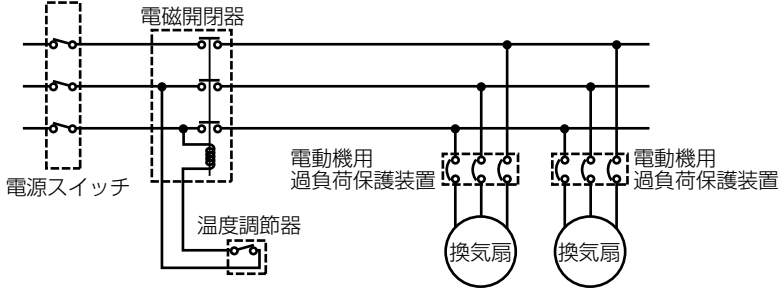 電磁開閉器
電源スイッチ
電動機用
過負荷保護装置
電動機用
過負荷保護装置
温度調節器
換気扇
換気扇